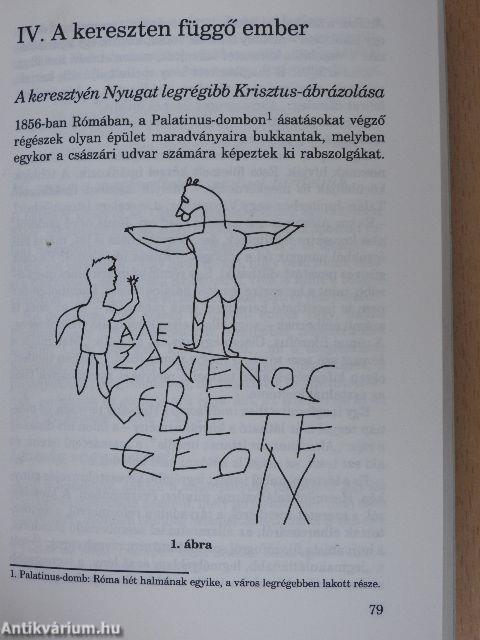 IV. A kereszten függő ember
A keresztyén Nyugat legrégibb Krisztus-ábrázolása
1856-ban Rómában, a Palatinus-dombon¹ ásatásokat végző
régészek olyan épület maradványaira bukkantak, melyben
egykor a császári udvar számára képeztek ki rabszolgákat.
ΑΛΕ
ΞΑΜΕΝΟϹ
ϹΕΒΕΤΕ
ΘΕΟΝ
1. ábra
1. Palatinus-domb: Róma hét halmának egyike, a város legrégebben lakott része.
79
Antikvárium.hu